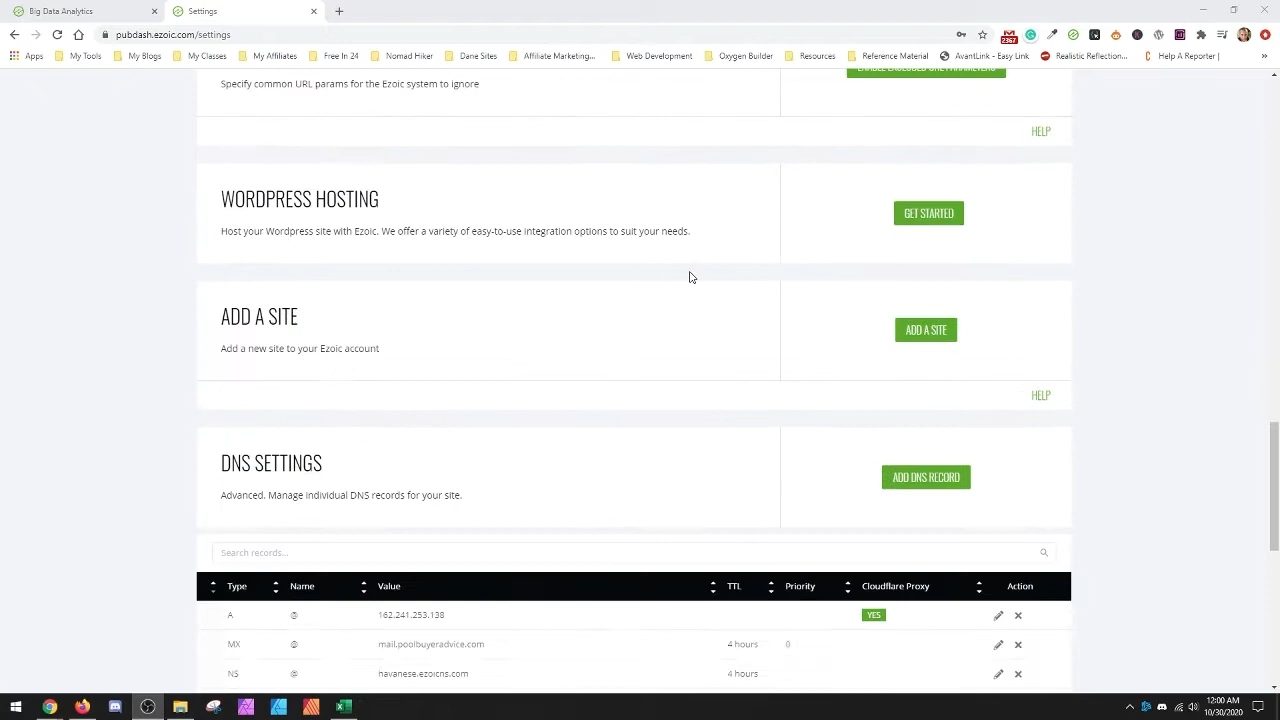 Big Data Analytics
Settings
pubdash.ezoic.com/settings
2367
Apps
My Tools
My Blogs
My Classes
My Affiliates
Free in 24
Nomad Hiker
Dane Sites
Affiliate Marketing...
Web Development
Oxygen Builder
Resources
Reference Material
AvantLink - Easy Link
Realistic Reflection...
Help A Reporter |
Specify common URL params for the Ezoic system to ignore
HELP
WORDPRESS HOSTING
Host your Wordpress site with Ezoic. We offer a variety of easy-to-use integration options to suit your needs.
GET STARTED
ADD A SITE
Add a new site to your Ezoic account
ADD A SITE
HELP
DNS SETTINGS
Advanced. Manage individual DNS records for your site.
ADD DNS RECORD
Search records...
Type Name Value TTL Priority Cloudflare Proxy Action
A @ 162.241.253.138 YES
MX @ mail.poolbuyeradvice.com 4 hours 0
NS @ havanese.ezoicns.com 4 hours
12:00 AM
10/30/2020